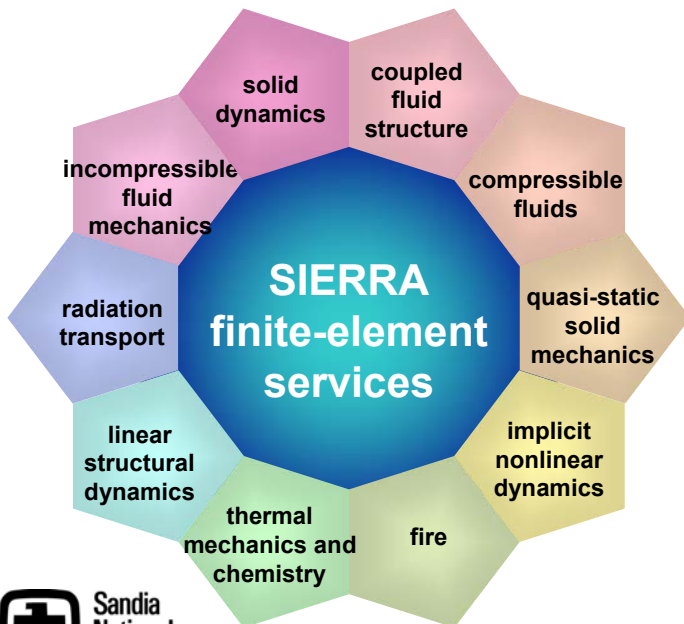 solid
dynamics
coupled
fluid
structure
incompressible
fluid
mechanics
compressible
fluids
SIERRA
finite-element
services
radiation
transport
quasi-static
solid
mechanics
linear
structural
dynamics
implicit
nonlinear
dynamics
thermal
mechanics and
chemistry
fire
Sandia